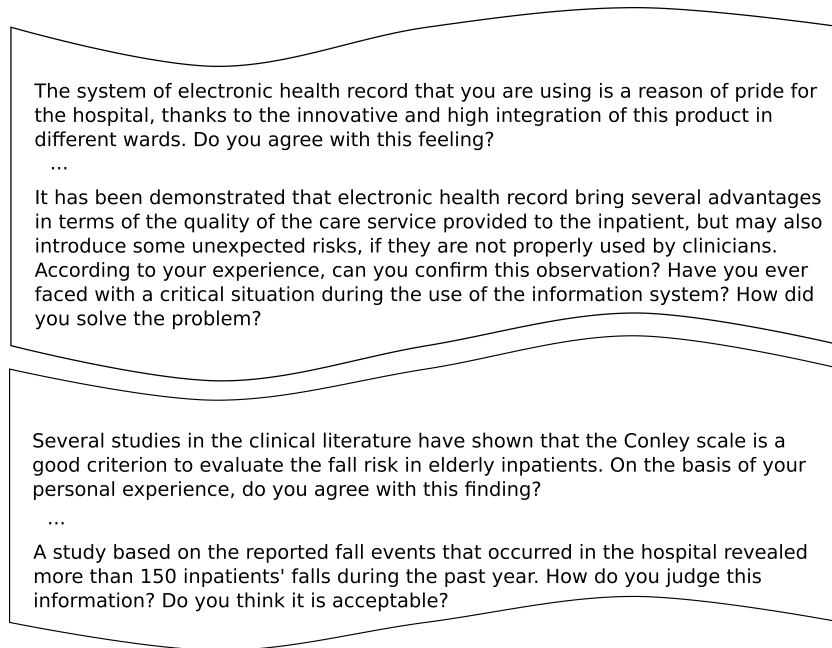 The system of electronic health record that you are using is a reason of pride for
the hospital, thanks to the innovative and high integration of this product in
different wards. Do you agree with this feeling?
...
It has been demonstrated that electronic health record bring several advantages
in terms of the quality of the care service provided to the inpatient, but may also
introduce some unexpected risks, if they are not properly used by clinicians.
According to your experience, can you confirm this observation? Have you ever
faced with a critical situation during the use of the information system? How did
you solve the problem?
Several studies in the clinical literature have shown that the Conley scale is a
good criterion to evaluate the fall risk in elderly inpatients. On the basis of your
personal experience, do you agree with this finding?
...
A study based on the reported fall events that occurred in the hospital revealed
more than 150 inpatients' falls during the past year. How do you judge this
information? Do you think it is acceptable?